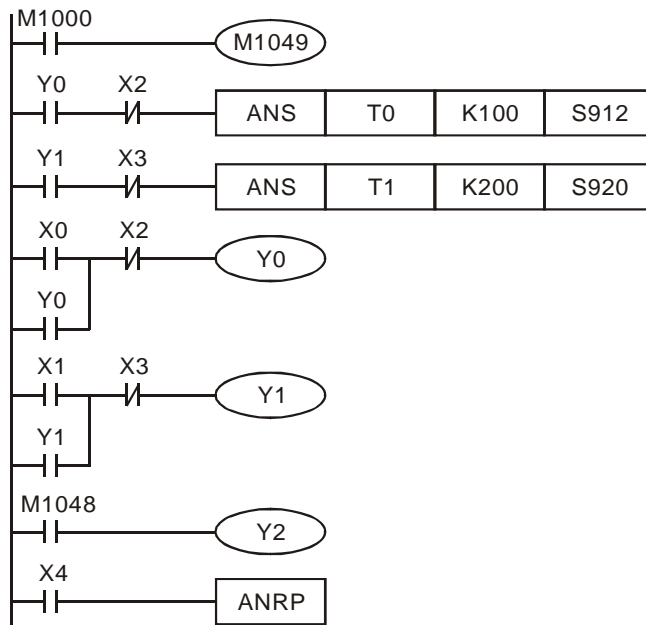 M1000
M1049
Y0 X2
ANS T0 K100 S912
Y1 X3
ANS T1 K200 S920
X0 X2
Y0
Y0
X1 X3
Y1
Y1
M1048
Y2
X4
ANRP